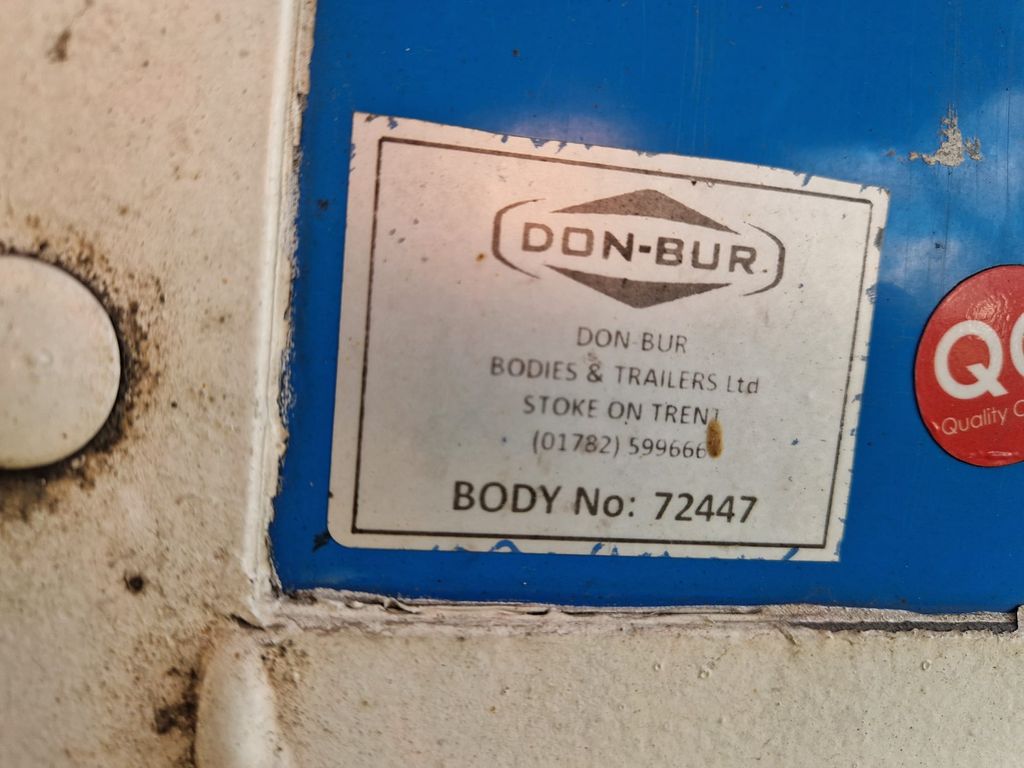 DON-BUR
DON-BUR
BODIES & TRAILERS Ltd
STOKE ON TRENT
(01782) 599666
BODY No: 72447
Quality